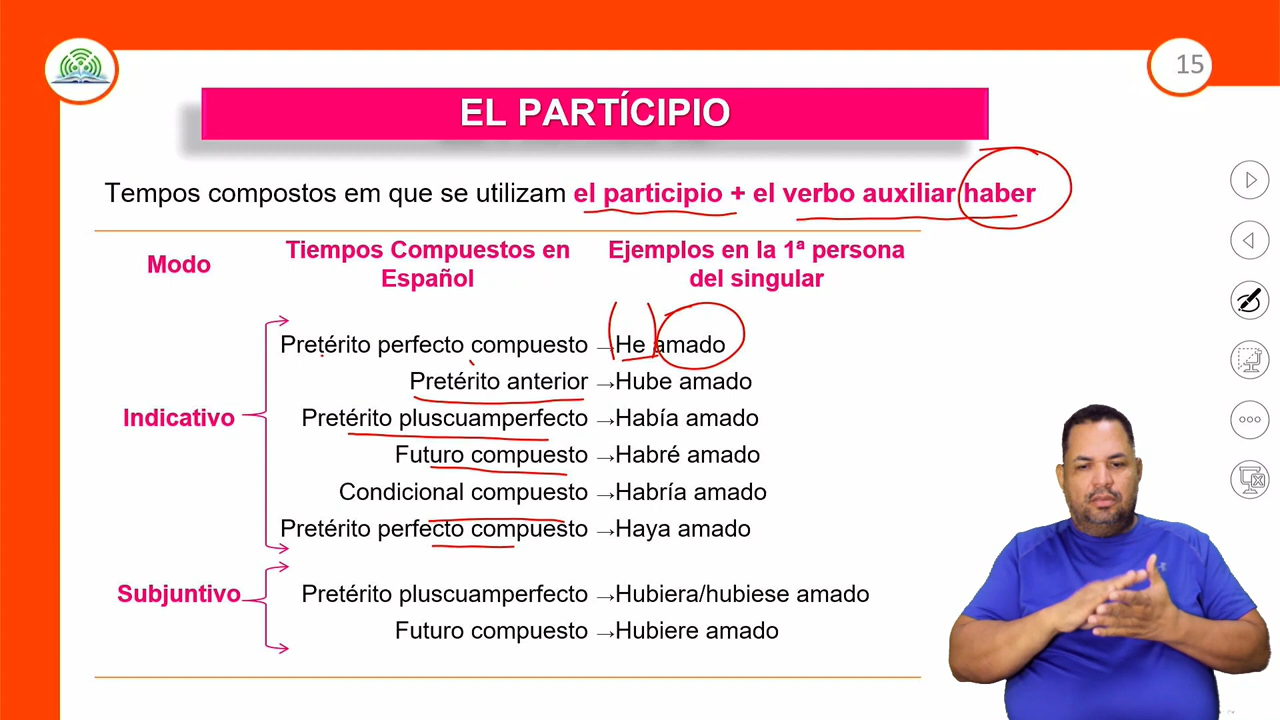 15
EL PARTÍCIPIO
Tempos compostos em que se utilizam el participio + el verbo auxiliar haber
Modo
Tiempos Compuestos en
Español
Ejemplos en la 1ª persona
del singular
Indicativo
Pretérito perfecto compuesto →He amado
Pretérito anterior →Hube amado
Pretérito pluscuamperfecto →Había amado
Futuro compuesto →Habré amado
Condicional compuesto →Habría amado
Pretérito perfecto compuesto →Haya amado
Subjuntivo
Pretérito pluscuamperfecto →Hubiera/hubiese amado
Futuro compuesto →Hubiere amado